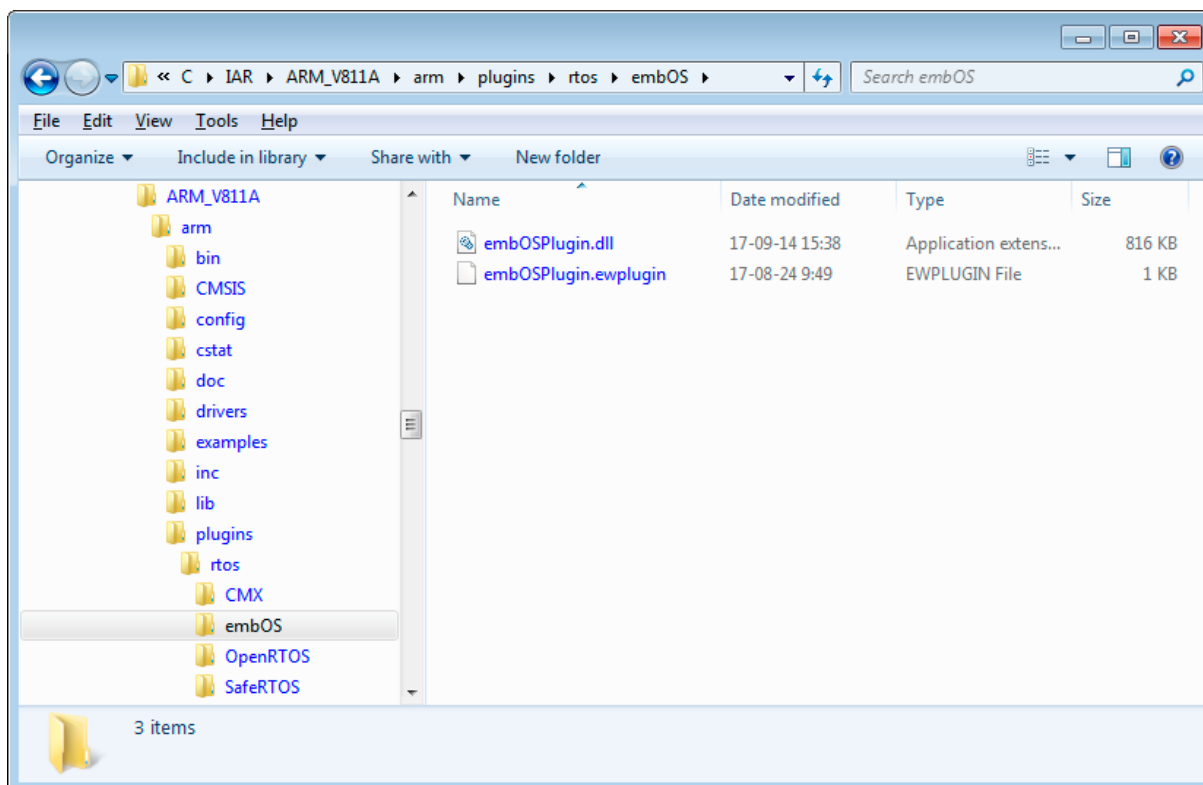 « C ▸ IAR ▸ ARM_V811A ▸ arm ▸ plugins ▸ rtos ▸ embOS ▸ Search embOS
File Edit View Tools Help
Organize Include in library Share with New folder
ARM_V811A
arm
bin
CMSIS
config
cstat
doc
drivers
examples
inc
lib
plugins
rtos
CMX
embOS
OpenRTOS
SafeRTOS
Name Date modified Type Size
embOSPlugin.dll 17-09-14 15:38 Application extens... 816 KB
embOSPlugin.ewplugin 17-08-24 9:49 EWPLUGIN File 1 KB
3 items